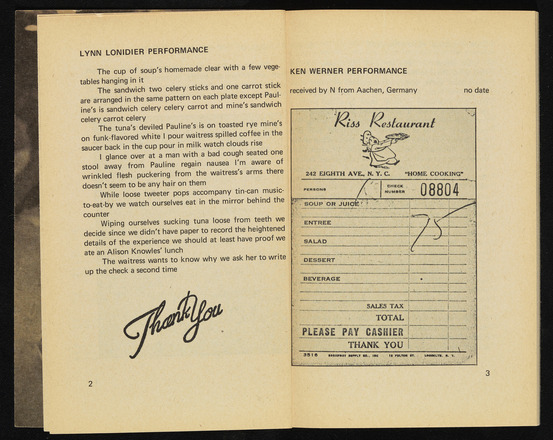 LYNN LONIDIER PERFORMANCE
The cup of soup's homemade clear with a few vege-
tables hanging in it
The sandwich two celery sticks and one carrot stick
are arranged in the same pattern on each plate except Paul-
ine's is sandwich celery celery carrot and mine's sandwich
celery carrot celery
The tuna's deviled Pauline's is on toasted rye mine's
on funk-flavored white I pour waitress spilled coffee in the
saucer back in the cup pour in milk watch clouds rise
I glance over at a man with a bad cough seated one
stool away from Pauline regain nausea I'm aware of
wrinkled flesh puckering from the waitress's arms there
doesn't seem to be any hair on them
While loose tweeter pops accompany tin-can music-
to-eat-by we watch ourselves eat in the mirror behind the
counter
Wiping ourselves sucking tuna loose from teeth we
decide since we didn't have paper to record the heightened
details of the experience we should at least have proof we
ate an Alison Knowles' lunch
The waitress wants to know why we ask her to write
up the check a second time
Thank You
2
KEN WERNER PERFORMANCE
received by N from Aachen, Germany no date
Riss Restaurant
242 EIGHTH AVE., N. Y. C. "HOME COOKING"
PERSONS CHECK NUMBER 08804
SOUP OR JUICE
75
ENTREE
SALAD
DESSERT
BEVERAGE
SALES TAX
TOTAL
PLEASE PAY CASHIER
THANK YOU
3516
3